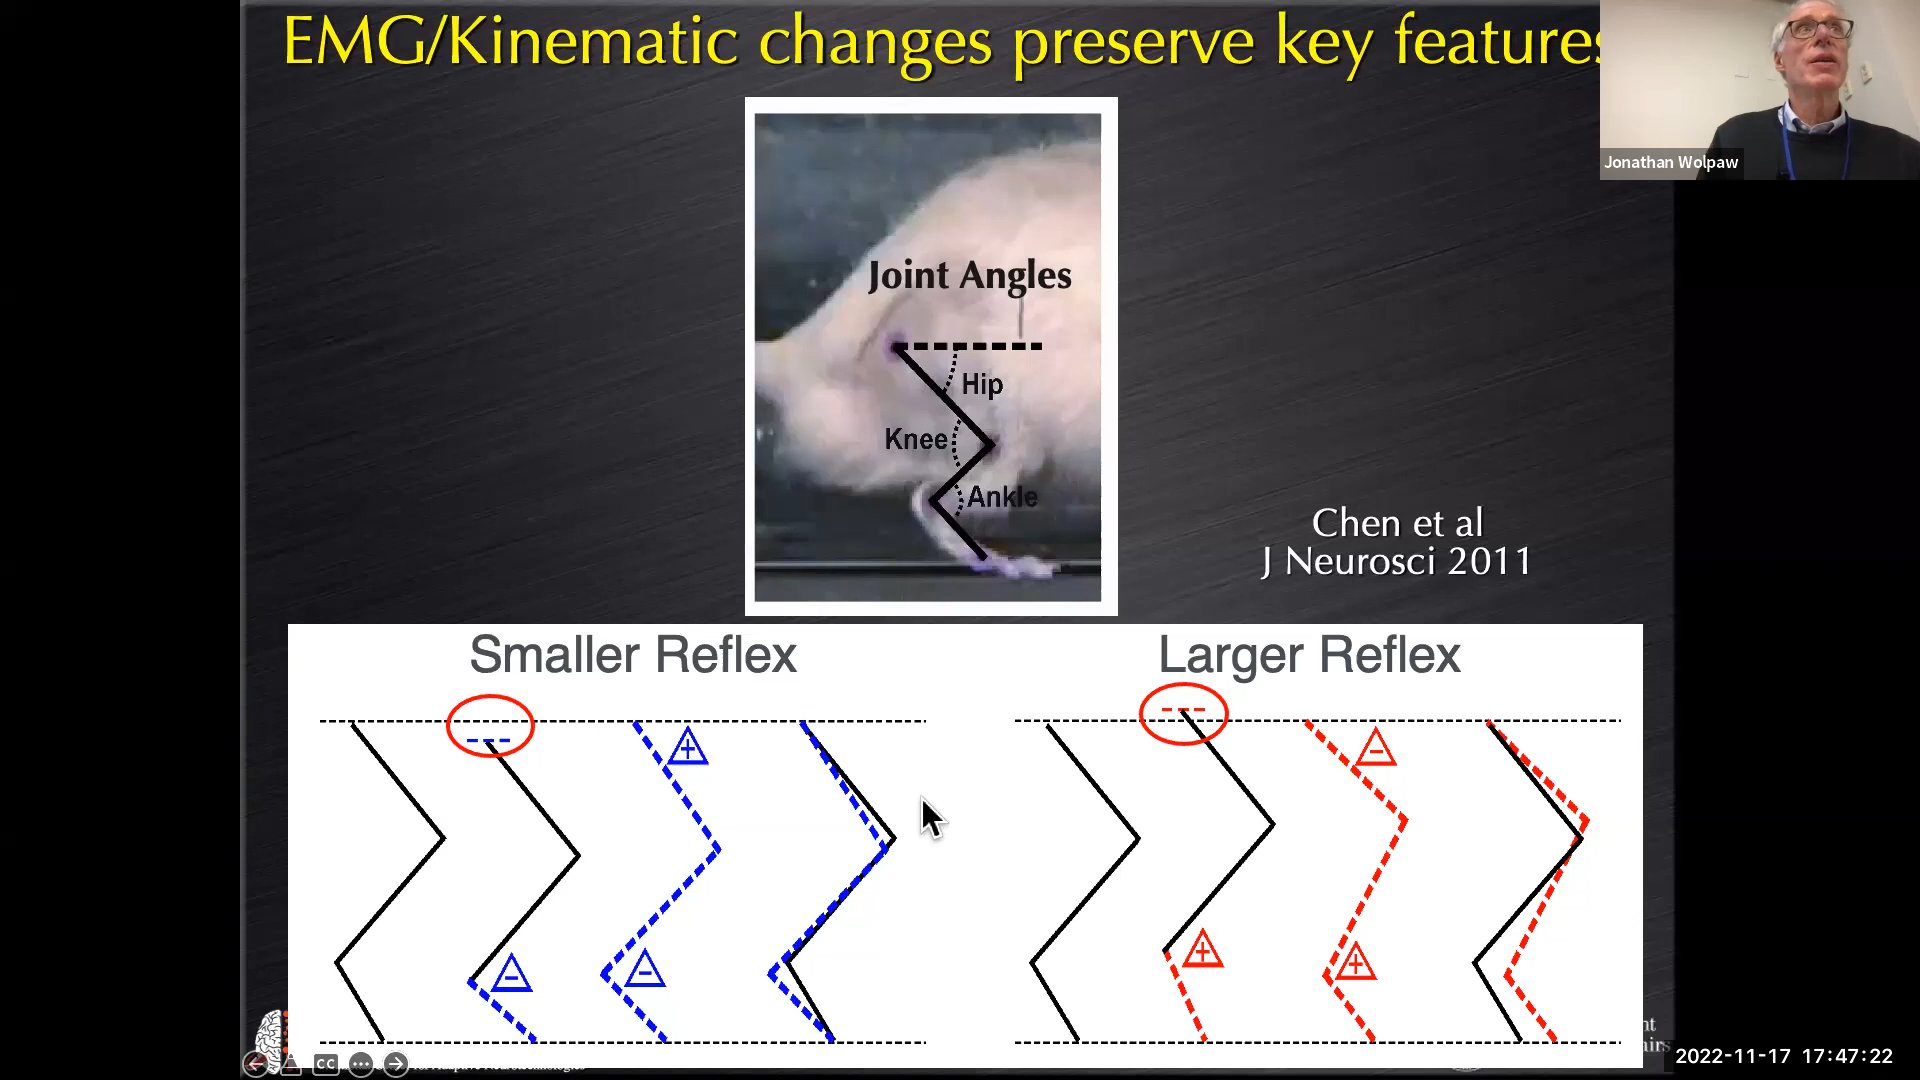 EMG/Kinematic changes preserve key features
Jonathan Wolpaw
Joint Angles
Hip
Knee
Ankle
Chen et al
J Neurosci 2011
Smaller Reflex
Larger Reflex
+
−
−
−
+
+
CC
2022-11-17 17:47:22